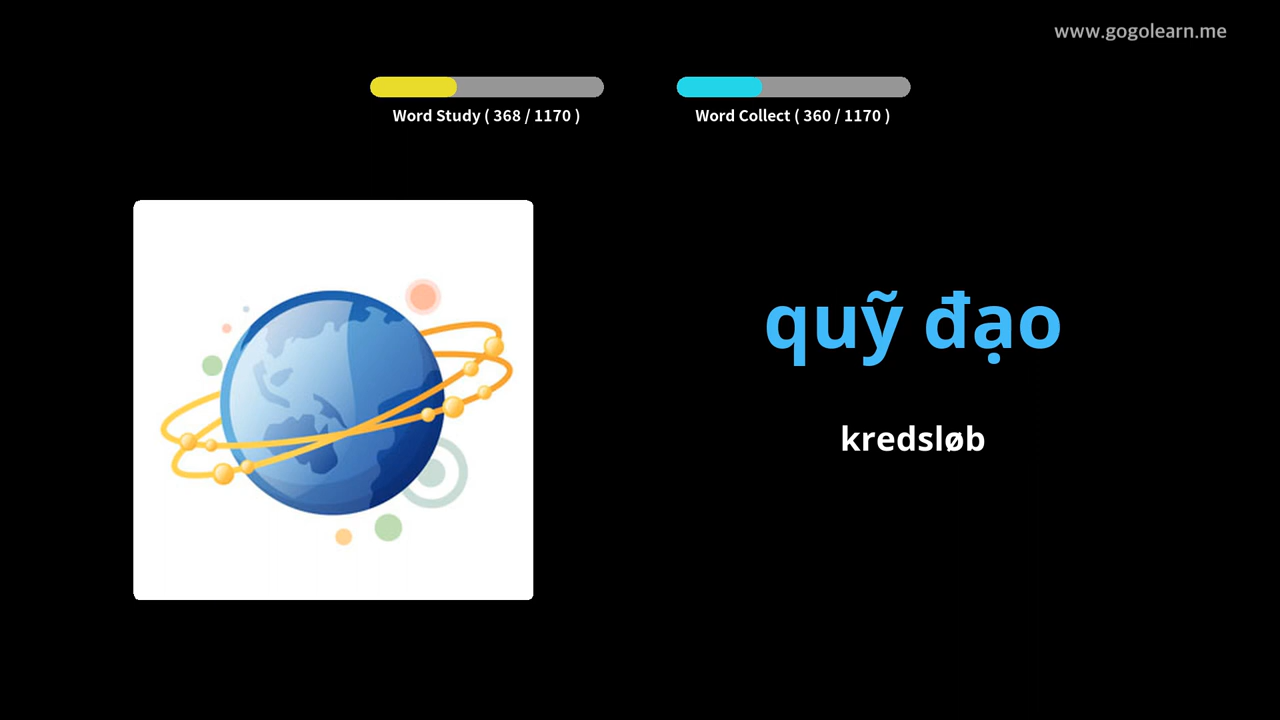 www.gogolearn.me
Word Study ( 368 / 1170 )
Word Collect ( 360 / 1170 )
quỹ đạo
kredsløb